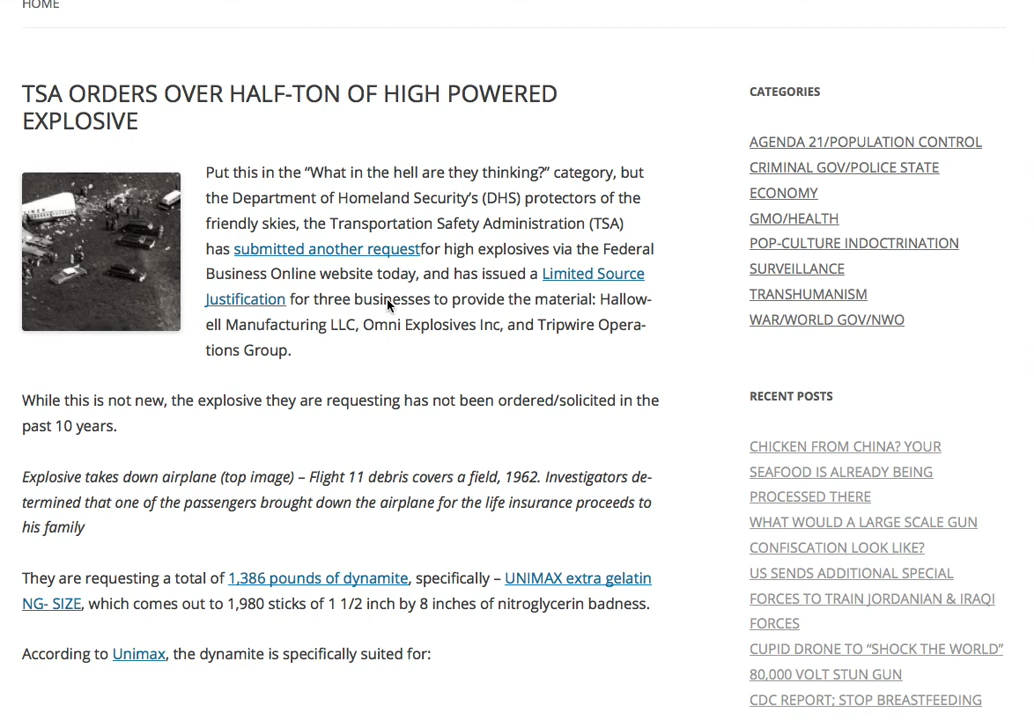 HOME
TSA ORDERS OVER HALF-TON OF HIGH POWERED
EXPLOSIVE
Put this in the “What in the hell are they thinking?” category, but
the Department of Homeland Security’s (DHS) protectors of the
friendly skies, the Transportation Safety Administration (TSA)
has submitted another requestfor high explosives via the Federal
Business Online website today, and has issued a Limited Source
Justification for three businesses to provide the material: Hallow-
ell Manufacturing LLC, Omni Explosives Inc, and Tripwire Opera-
tions Group.
While this is not new, the explosive they are requesting has not been ordered/solicited in the
past 10 years.
Explosive takes down airplane (top image) – Flight 11 debris covers a field, 1962. Investigators de-
termined that one of the passengers brought down the airplane for the life insurance proceeds to
his family
They are requesting a total of 1,386 pounds of dynamite, specifically – UNIMAX extra gelatin
NG- SIZE, which comes out to 1,980 sticks of 1 1/2 inch by 8 inches of nitroglycerin badness.
According to Unimax, the dynamite is specifically suited for:
CATEGORIES
AGENDA 21/POPULATION CONTROL
CRIMINAL GOV/POLICE STATE
ECONOMY
GMO/HEALTH
POP-CULTURE INDOCTRINATION
SURVEILLANCE
TRANSHUMANISM
WAR/WORLD GOV/NWO
RECENT POSTS
CHICKEN FROM CHINA? YOUR
SEAFOOD IS ALREADY BEING
PROCESSED THERE
WHAT WOULD A LARGE SCALE GUN
CONFISCATION LOOK LIKE?
US SENDS ADDITIONAL SPECIAL
FORCES TO TRAIN JORDANIAN & IRAQI
FORCES
CUPID DRONE TO “SHOCK THE WORLD”
80,000 VOLT STUN GUN
CDC REPORT; STOP BREASTFEEDING